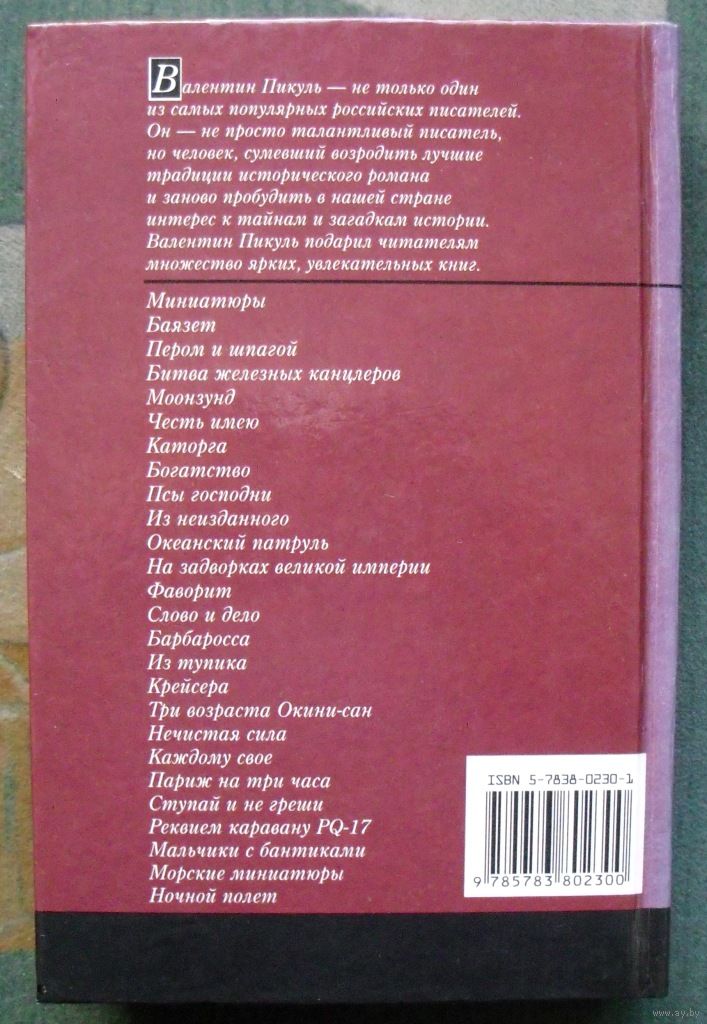 Валентин Пикуль — не только один
из самых популярных российских писателей.
Он — не просто талантливый писатель,
но человек, сумевший возродить лучшие
традиции исторического романа
и заново пробудить в нашей стране
интерес к тайнам и загадкам истории.
Валентин Пикуль подарил читателям
множество ярких, увлекательных книг.
Миниатюры
Баязет
Пером и шпагой
Битва железных канцлеров
Моонзунд
Честь имею
Каторга
Богатство
Псы господни
Из неизданного
Океанский патруль
На задворках великой империи
Фаворит
Слово и дело
Барбаросса
Из тупика
Крейсера
Три возраста Окини-сан
Нечистая сила
Каждому свое
Париж на три часа
Ступай и не греши
Реквием каравану PQ-17
Мальчики с бантиками
Морские миниатюры
Ночной полет
ISBN 5-7838-0230-1
9 785783 802300
www.ay.by